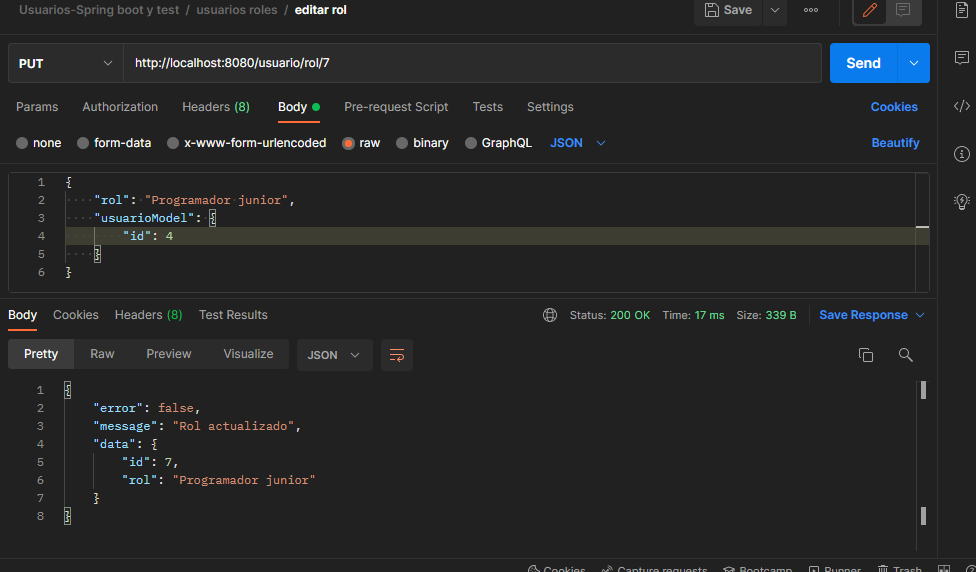 Usuarios-Spring boot y test / usuarios roles / editar rol
Save
PUT
http://localhost:8080/usuario/rol/7
Send
Params Authorization Headers (8) Body Pre-request Script Tests Settings Cookies
none form-data x-www-form-urlencoded raw binary GraphQL JSON Beautify
1 {
2 "rol": "Programador junior",
3 "usuarioModel": {
4 "id": 4
5 }
6 }
Body Cookies Headers (8) Test Results Status: 200 OK Time: 17 ms Size: 339 B Save Response
Pretty Raw Preview Visualize JSON
1 {
2 "error": false,
3 "message": "Rol actualizado",
4 "data": {
5 "id": 7,
6 "rol": "Programador junior"
7 }
8 }
Cookies Capture requests Bootcamp Runner Trash